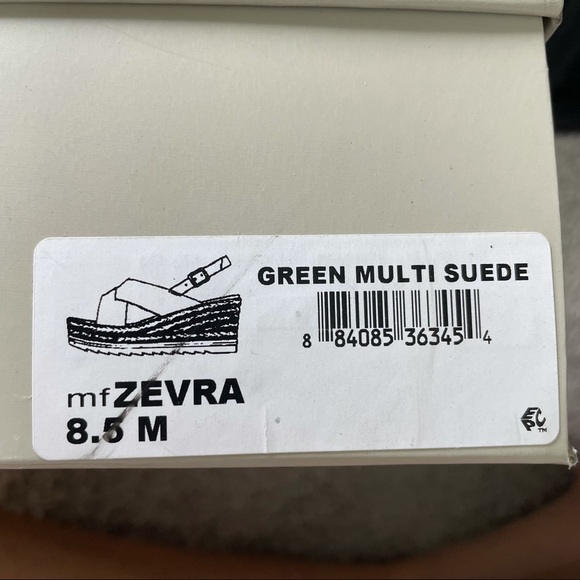 GREEN MULTI SUEDE
8 84085 36345 4
mfZEVRA
8.5 M